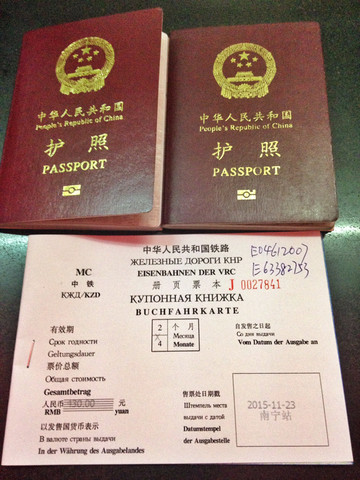 中华人民共和国
People's Republic of China
护照
PASSPORT
中华人民共和国
People's Republic of China
护照
PASSPORT
中华人民共和国铁路
ЖЕЛЕЗНЫЕ ДОРОГИ КНР
EISENBAHNEN DER VRC
MC
中铁
КЖД/KZD
E04612007
E63382753
册页票本 J 0027841
КУПОННАЯ КНИЖКА
BUCHFAHRKARTE
有效期
Срок годности
Geltungsdauer
2
4
个月
Месяца
Monate
自发售之日起
Со дня выдачи
Vom Datum der Ausgabe an
票价总额
Общая стоимость
Gesamtbetrag
人民币 130.00 元
RMB yuan
以发售国货币表示
В валюте страны выдачи
In der Währung des Ausgabelandes
售票处日期戳
Штемпель места
выдачи с датой
Datumstempel
der Ausgabestelle
2015-11-23
南宁站